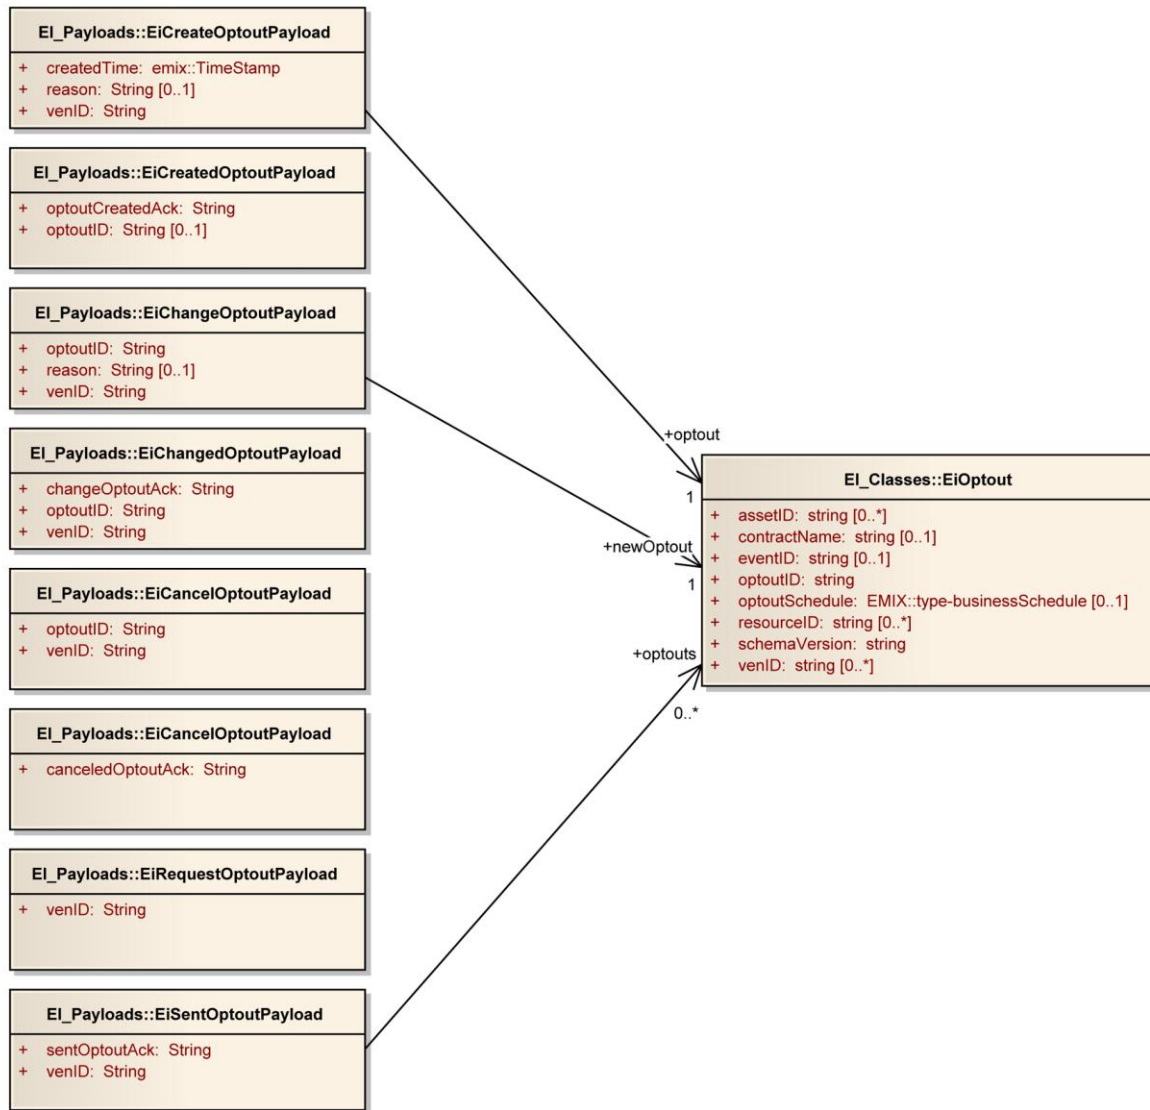 EI_Payloads::EiCreateOptoutPayload
+ createdTime: emix::TimeStamp
+ reason: String [0..1]
+ venID: String
EI_Payloads::EiCreatedOptoutPayload
+ optoutCreatedAck: String
+ optoutID: String [0..1]
EI_Payloads::EiChangeOptoutPayload
+ optoutID: String
+ reason: String [0..1]
+ venID: String
EI_Payloads::EiChangedOptoutPayload
+ changeOptoutAck: String
+ optoutID: String
+ venID: String
EI_Payloads::EiCancelOptoutPayload
+ optoutID: String
+ venID: String
EI_Payloads::EiCancelOptoutPayload
+ canceledOptoutAck: String
EI_Payloads::EiRequestOptoutPayload
+ venID: String
EI_Payloads::EiSentOptoutPayload
+ sentOptoutAck: String
+ venID: String
+optout
1
+newOptout
1
+optouts
0..*
EI_Classes::EiOptout
+ assetID: string [0..*]
+ contractName: string [0..1]
+ eventID: string [0..1]
+ optoutID: string
+ optoutSchedule: EMIX::type-businessSchedule [0..1]
+ resourceID: string [0..*]
+ schemaVersion: string
+ venID: string [0..*]